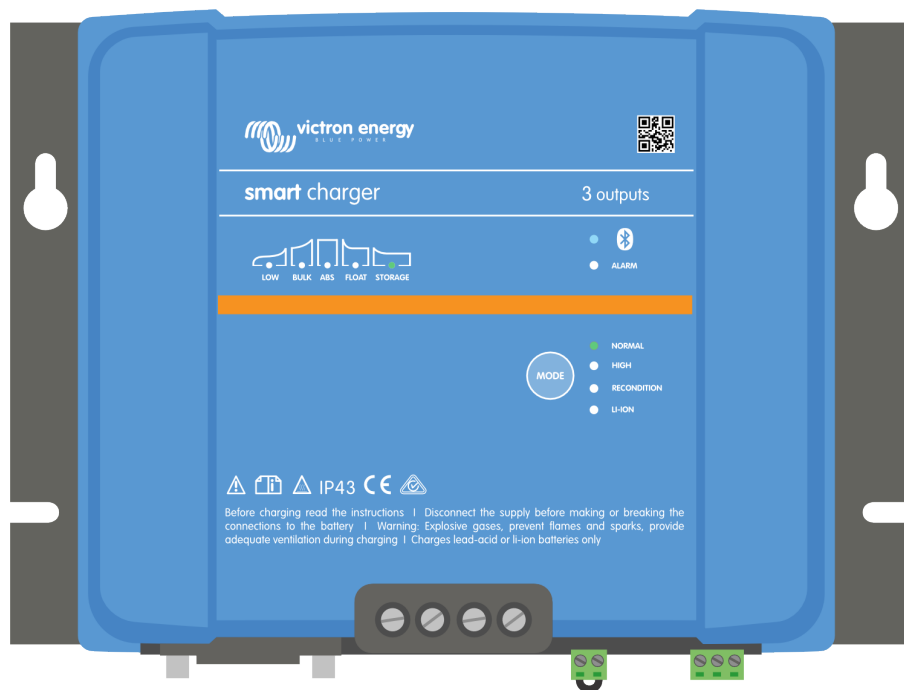 victron energy
BLUE POWER
smart charger
3 outputs
LOW BULK ABS FLOAT STORAGE
ALARM
MODE
NORMAL
HIGH
RECONDITION
LI-ION
IP43 CE
Before charging read the instructions I Disconnect the supply before making or breaking the
connections to the battery I Warning: Explosive gases, prevent flames and sparks, provide
adequate ventilation during charging I Charges lead-acid or li-ion batteries only